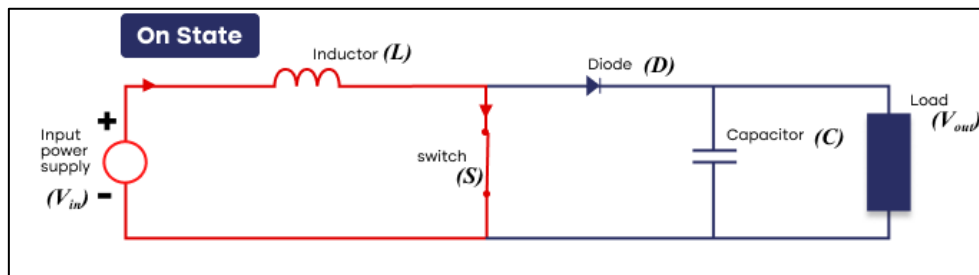 On State
Inductor (L)
Diode (D)
Load
(Vout)
+
Input
power
supply
(Vin)
-
switch
(S)
Capacitor (C)